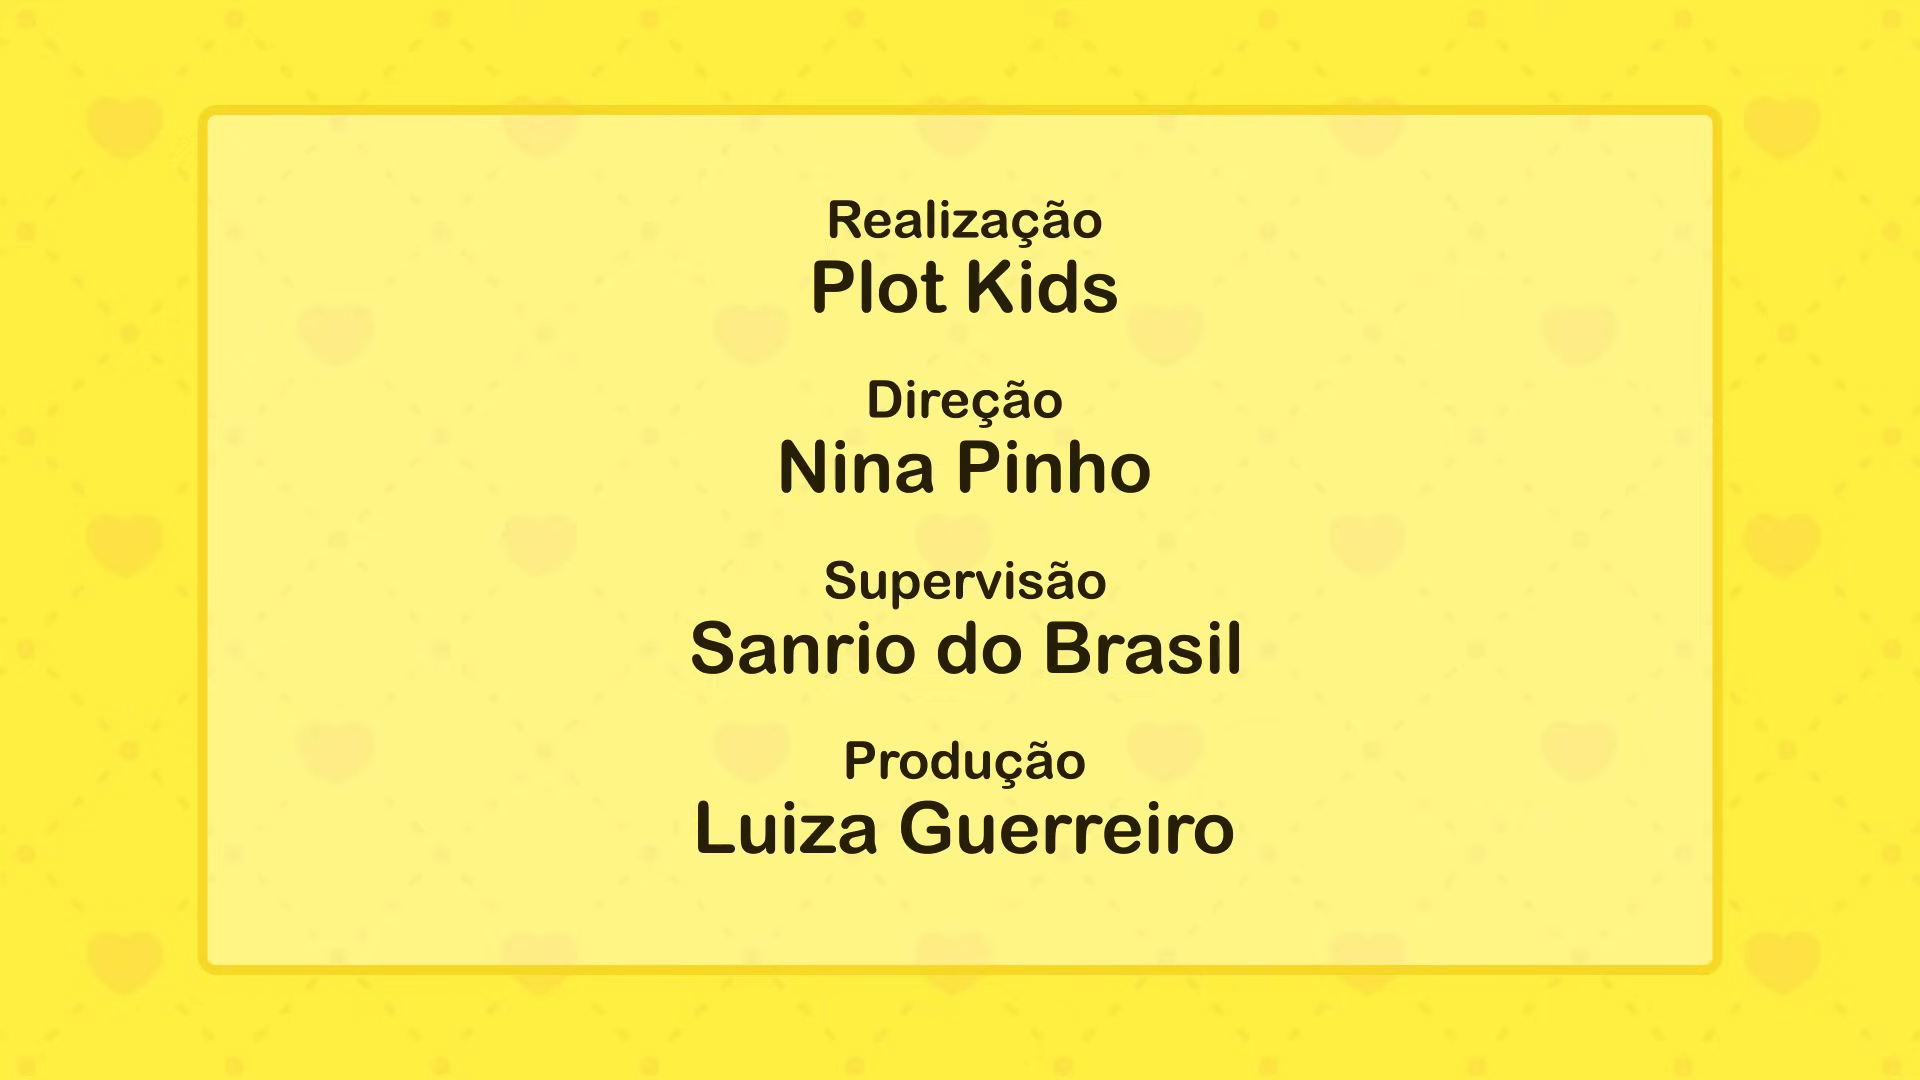 Realização
Plot Kids
Direção
Nina Pinho
Supervisão
Sanrio do Brasil
Produção
Luiza Guerreiro